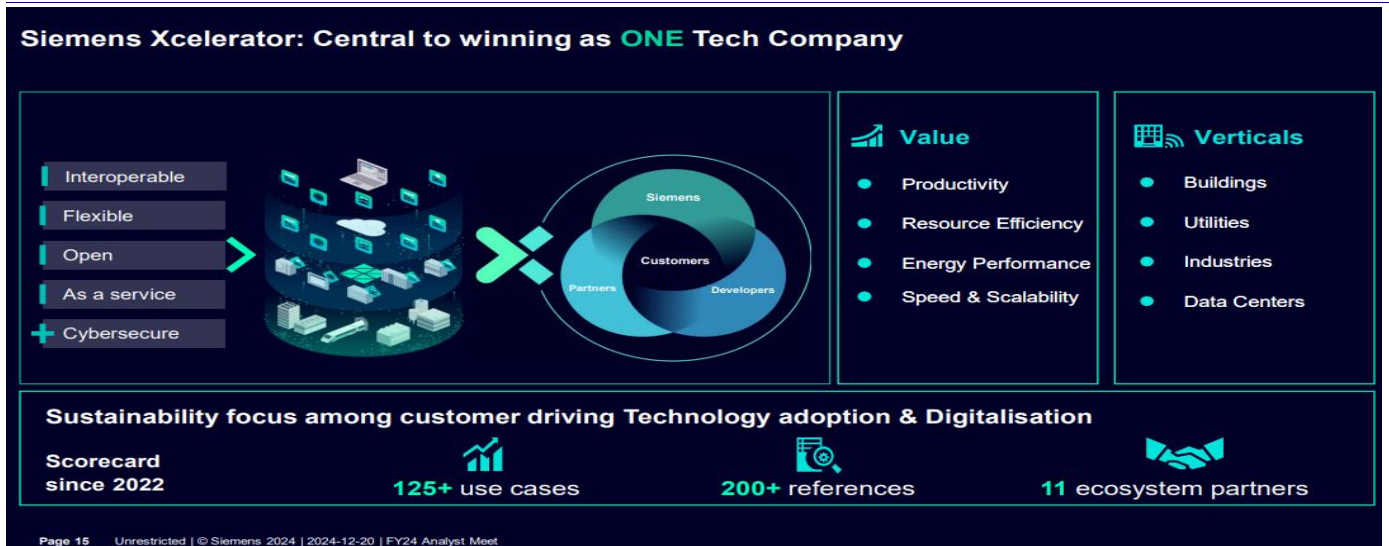 Siemens Xcelerator: Central to winning as ONE Tech Company
Interoperable
Flexible
Open
As a service
Cybersecure
Siemens
Customers
Partners
Developers
Value
Productivity
Resource Efficiency
Energy Performance
Speed & Scalability
Verticals
Buildings
Utilities
Industries
Data Centers
Sustainability focus among customer driving Technology adoption & Digitalisation
Scorecard
since 2022
125+ use cases
200+ references
11 ecosystem partners
Page 15 Unrestricted | © Siemens 2024 | 2024-12-20 | FY24 Analyst Meet